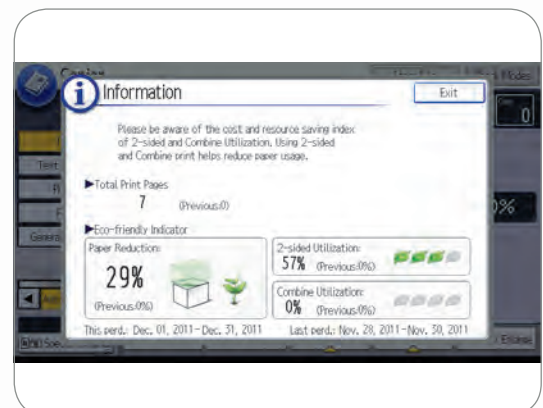 Copier
Modes
Information
Exit
0
Please be aware of the cost and resource saving index
of 2-sided and Combine Utilization. Using 2-sided
and Combine print helps reduce paper usage.
Text
▶Total Print Pages
7 (Previous:0)
▶Eco-friendly Indicator
Paper Reduction:
29%
(Previous:0%)
2-sided Utilization:
57% (Previous:0%)
Combine Utilization:
0% (Previous:0%)
This perd.: Dec. 01, 2011-Dec. 31, 2011
Last perd.: Nov. 28, 2011-Nov. 30, 2011